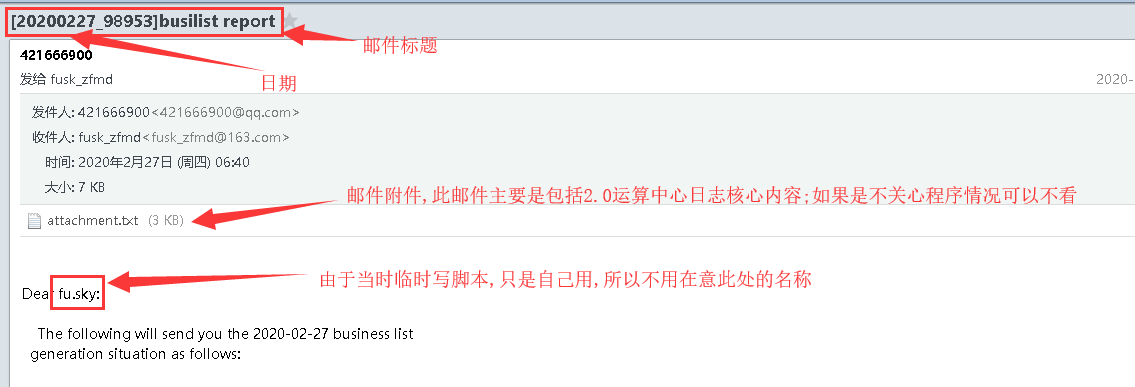 [20200227_98953]busilist report
邮件标题
421666900
日期
发给 fusk_zfmd
2020-
发件人: 421666900<421666900@qq.com>
收件人: fusk_zfmd<fusk_zfmd@163.com>
时间: 2020年2月27日 (周四) 06:40
大小: 7 KB
邮件附件,此邮件主要是包括2.0运算中心日志核心内容;如果是不关心程序情况可以不看
attachment.txt (3 KB)
由于当时临时写脚本,只是自己用,所以不用在意此处的名称
Dear fu.sky:
The following will send you the 2020-02-27 business list
generation situation as follows: